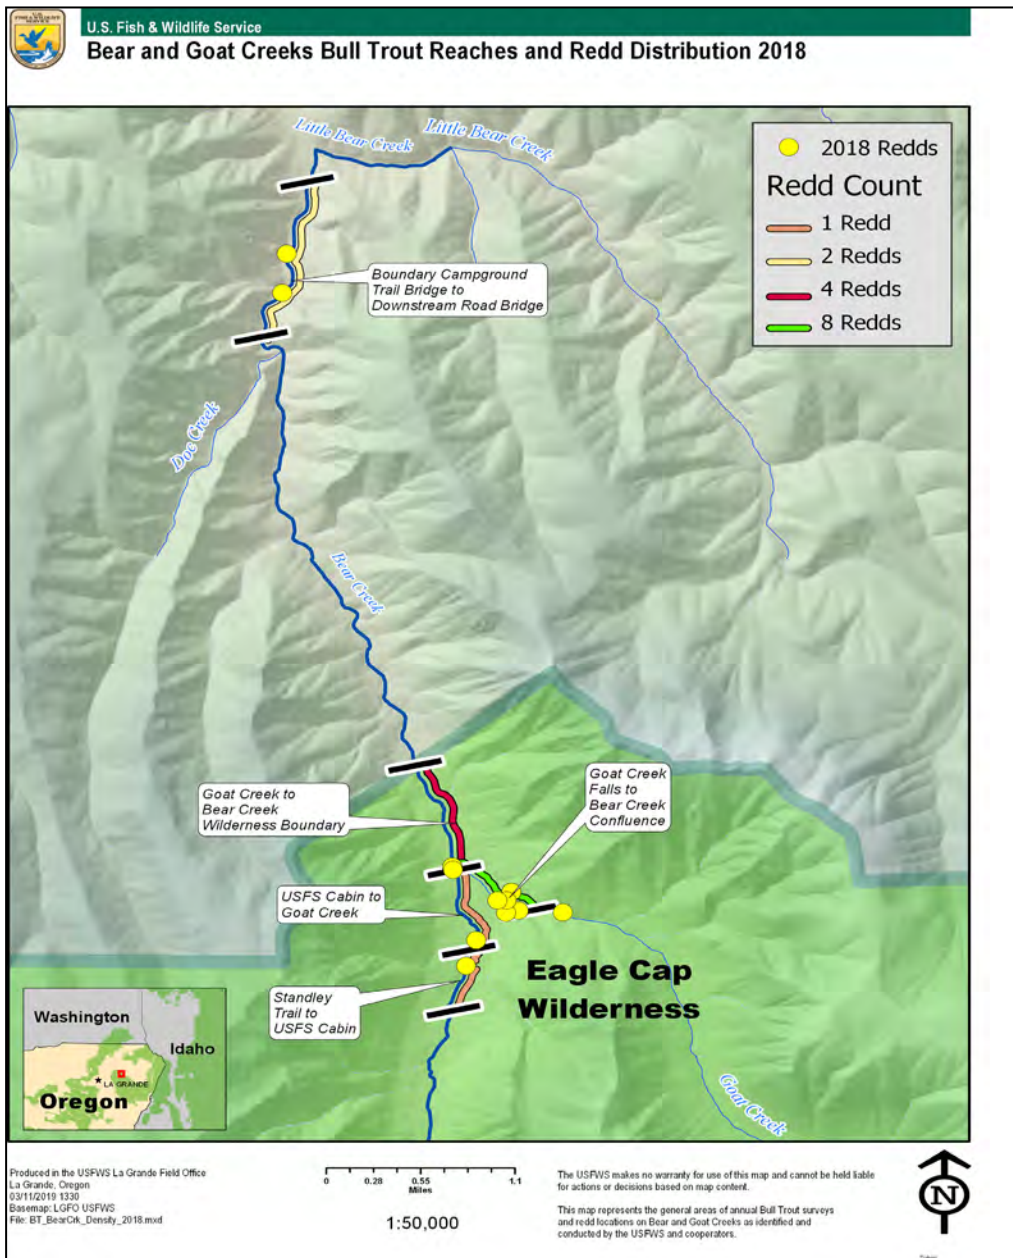 U.S.
FISH & WILDLIFE
SERVICE
U.S. Fish & Wildlife Service
Bear and Goat Creeks Bull Trout Reaches and Redd Distribution 2018
Little Bear Creek
Little Bear Creek
2018 Redds
Redd Count
1 Redd
2 Redds
4 Redds
8 Redds
Boundary Campground
Trail Bridge to
Downstream Road Bridge
Doc Creek
Bear Creek
Goat Creek to
Bear Creek
Wilderness Boundary
Goat Creek
Falls to
Bear Creek
Confluence
USFS Cabin to
Goat Creek
Standley
Trail to
USFS Cabin
Eagle Cap
Wilderness
Goat Creek
Washington
Idaho
LA GRANDE
Oregon
Produced in the USFWS La Grande Field Office
La Grande, Oregon
03/11/2019 1330
Basemap: LGFO USFWS
File: BT_BearCrk_Density_2018.mxd
0 0.28 0.55 1.1
Miles
1:50,000
The USFWS makes no warranty for use of this map and cannot be held liable
for actions or decisions based on map content.
This map represents the general areas of annual Bull Trout surveys
and redd locations on Bear and Goat Creeks as identified and
conducted by the USFWS and cooperators.
N